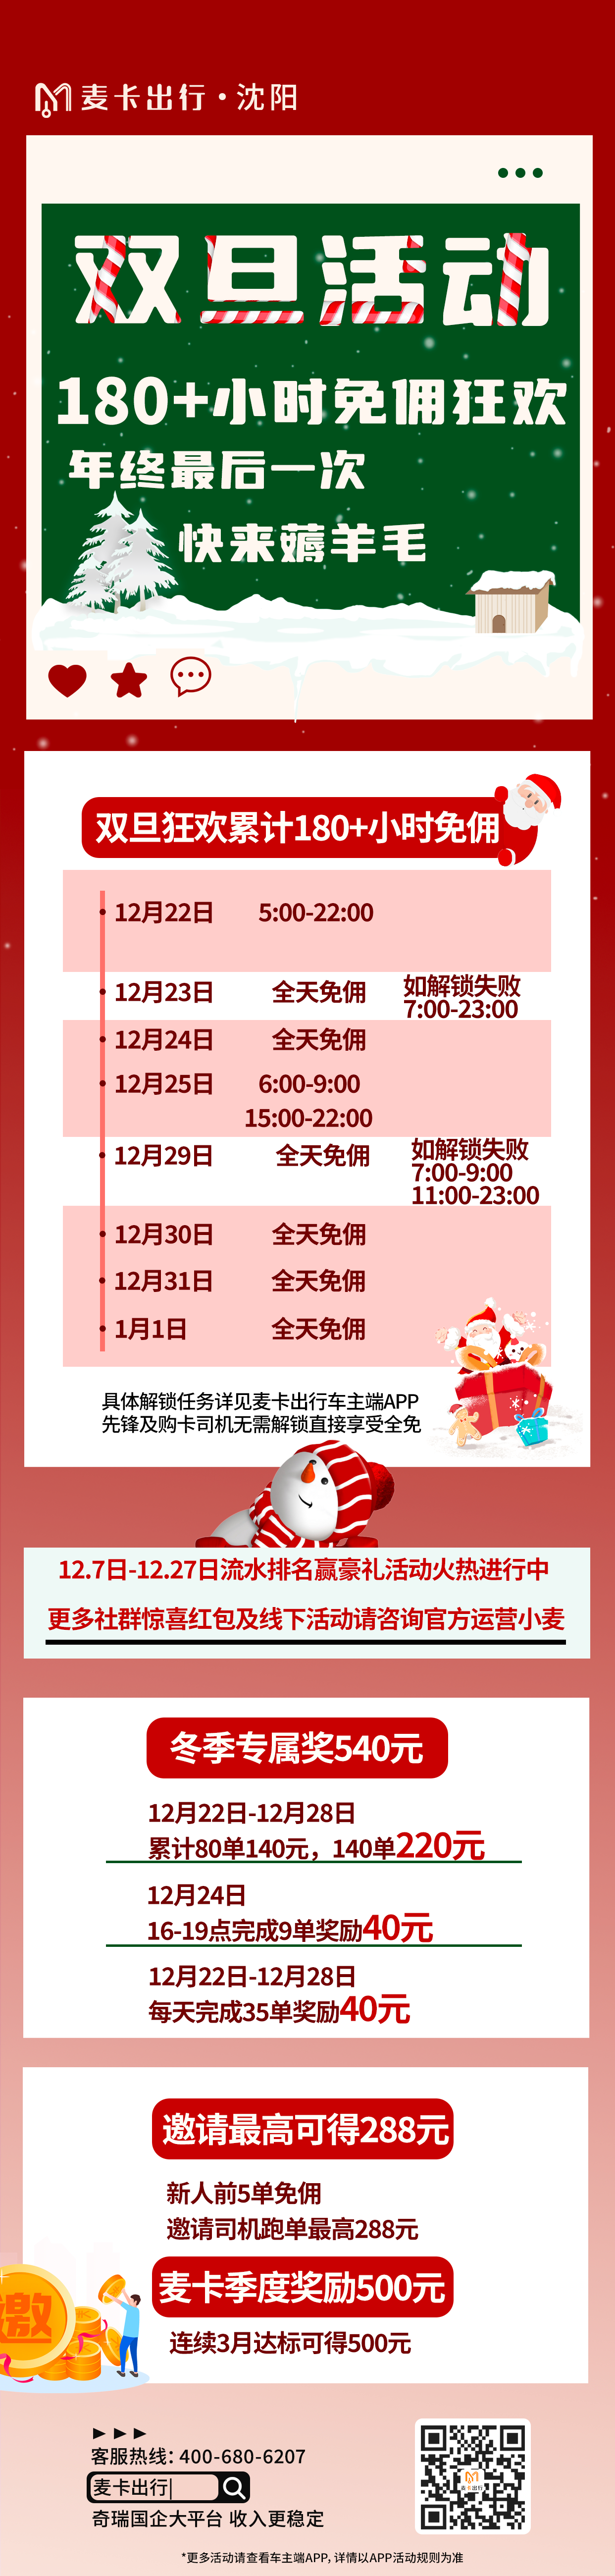 麦卡出行·沈阳
双旦活动
180+小时免佣狂欢
年终最后一次
快来薅羊毛
双旦狂欢累计180+小时免佣
12月22日 5:00-22:00
12月23日 全天免佣 如解锁失败
7:00-23:00
12月24日 全天免佣
12月25日 6:00-9:00
15:00-22:00
12月29日 全天免佣 如解锁失败
7:00-9:00
11:00-23:00
12月30日 全天免佣
12月31日 全天免佣
1月1日 全天免佣
具体解锁任务详见麦卡出行车主端APP
先锋及购卡司机无需解锁直接享受全免
12.7日-12.27日流水排名赢豪礼活动火热进行中
更多社群惊喜红包及线下活动请咨询官方运营小麦
冬季专属奖540元
12月22日-12月28日
累计80单140元，140单220元
12月24日
16-19点完成9单奖励40元
12月22日-12月28日
每天完成35单奖励40元
邀请最高可得288元
新人前5单免佣
邀请司机跑单最高288元
麦卡季度奖励500元
连续3月达标可得500元
邀
客服热线：400-680-6207
麦卡出行
麦卡出行
奇瑞国企大平台 收入更稳定
*更多活动请查看车主端APP，详情以APP活动规则为准